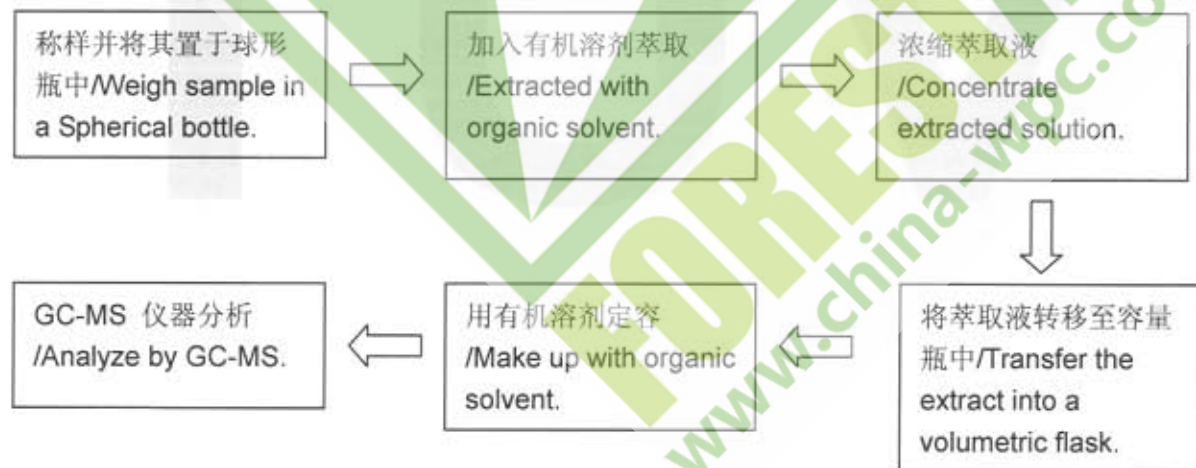 称样并将其置于球形
瓶中/Weigh sample in
a Spherical bottle.
加入有机溶剂萃取
/Extracted with
organic solvent.
浓缩萃取液
/Concentrate
extracted solution.
将萃取液转移至容量
瓶中/Transfer the
extract into a
volumetric flask.
用有机溶剂定容
/Make up with organic
solvent.
GC-MS 仪器分析
/Analyze by GC-MS.
FOREST
www.china-wpc.co